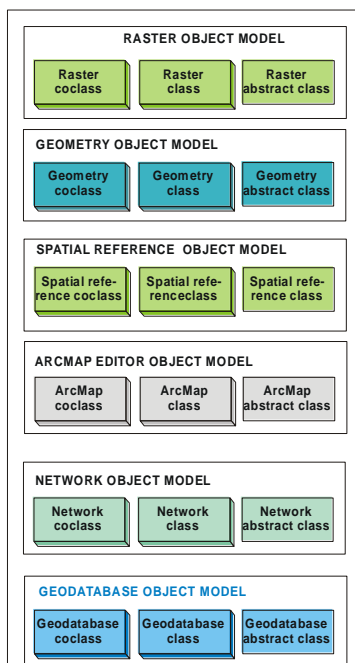 RASTER OBJECT MODEL
Raster coclass
Raster class
Raster abstract class
GEOMETRY OBJECT MODEL
Geometry coclass
Geometry class
Geometry abstract class
SPATIAL REFERENCE OBJECT MODEL
Spatial refe-
rence coclass
Spatial refe-
renceclass
Spatial refe-
rence class
ARCMAP EDITOR OBJECT MODEL
ArcMap coclass
ArcMap class
ArcMap abstract class
NETWORK OBJECT MODEL
Network coclass
Network class
Network abstract class
GEODATABASE OBJECT MODEL
Geodatabase coclass
Geodatabase class
Geodatabase abstract class